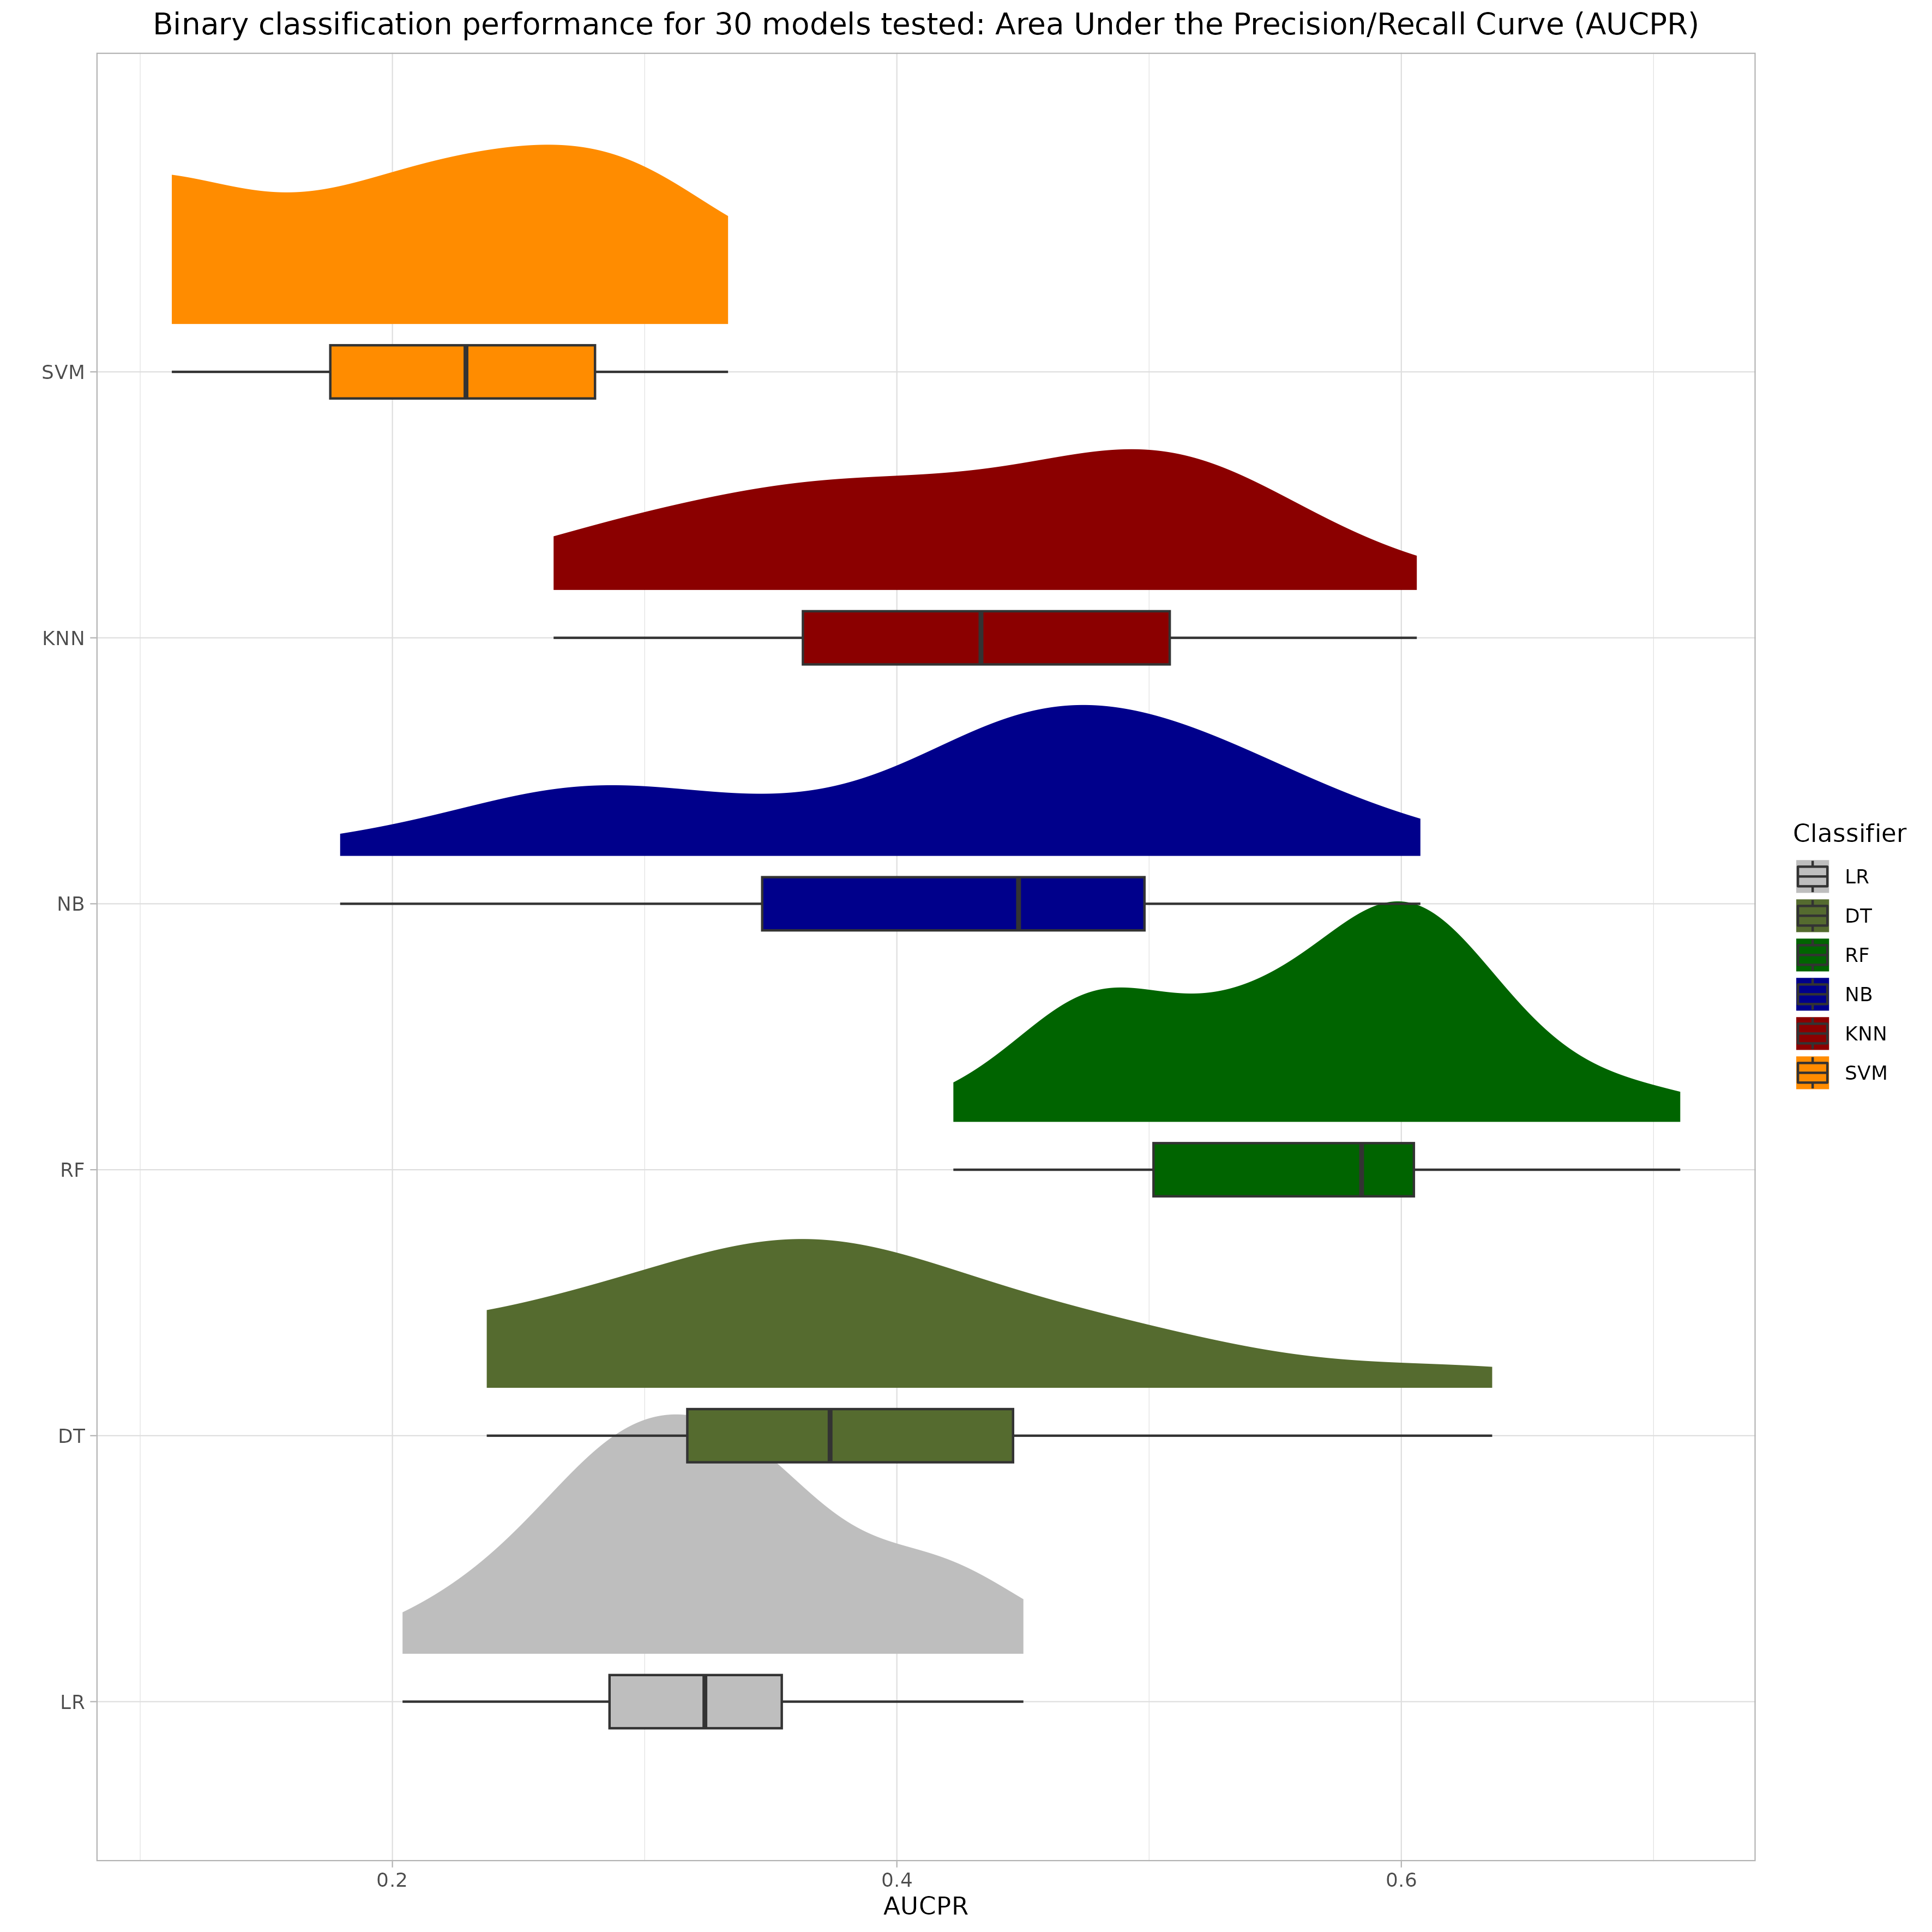 Binary classification performance for 30 models tested: Area Under the Precision/Recall Curve (AUCPR)
SVM
KNN
NB
RF
DT
LR
0.2 0.4 0.6
AUCPR
Classifier
LR
DT
RF
NB
KNN
SVM